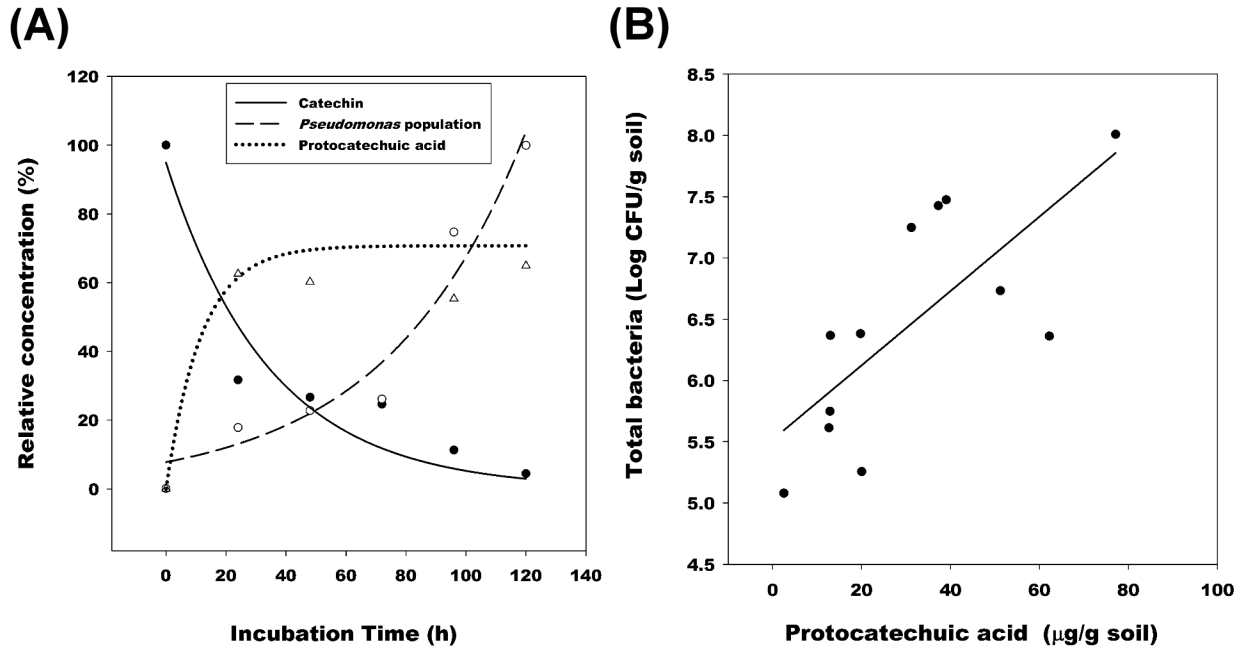 (A)
120
100
80
60
40
20
0
Relative concentration (%)
Catechin
Pseudomonas population
Protocatechuic acid
0 20 40 60 80 100 120 140
Incubation Time (h)
(B)
8.5
8.0
7.5
7.0
6.5
6.0
5.5
5.0
4.5
Total bacteria (Log CFU/g soil)
0 20 40 60 80 100
Protocatechuic acid (μg/g soil)